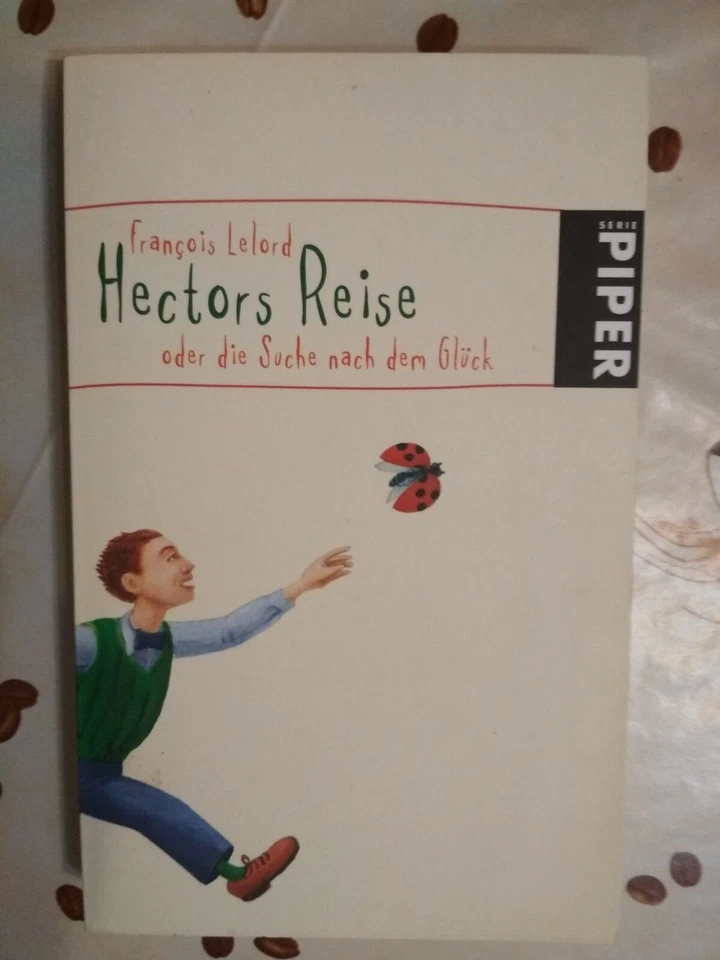 François Lelord
Hectors Reise
oder die Suche nach dem Glück
SERIE
PIPER